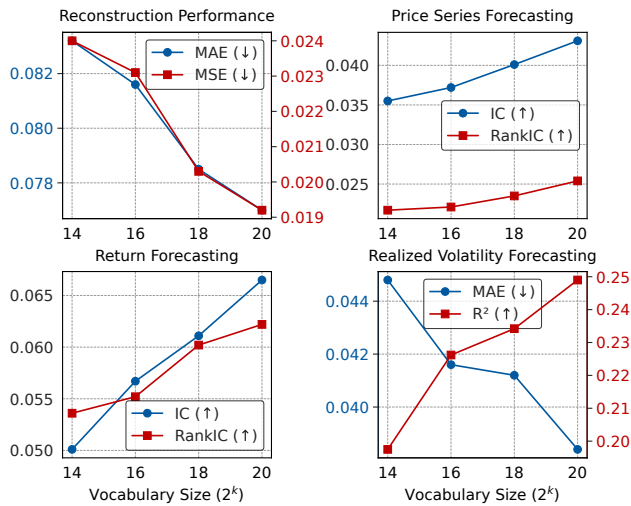 Reconstruction Performance
MAE (↓)
MSE (↓)
0.082
0.080
0.078
0.024
0.023
0.022
0.021
0.020
0.019
14 16 18 20
Price Series Forecasting
0.040
0.035
0.030
0.025
IC (↑)
RankIC (↑)
14 16 18 20
Return Forecasting
0.065
0.060
0.055
0.050
IC (↑)
RankIC (↑)
14 16 18 20
Vocabulary Size (2ᵏ)
Realized Volatility Forecasting
MAE (↓)
R² (↑)
0.044
0.042
0.040
0.25
0.24
0.23
0.22
0.21
0.20
14 16 18 20
Vocabulary Size (2ᵏ)